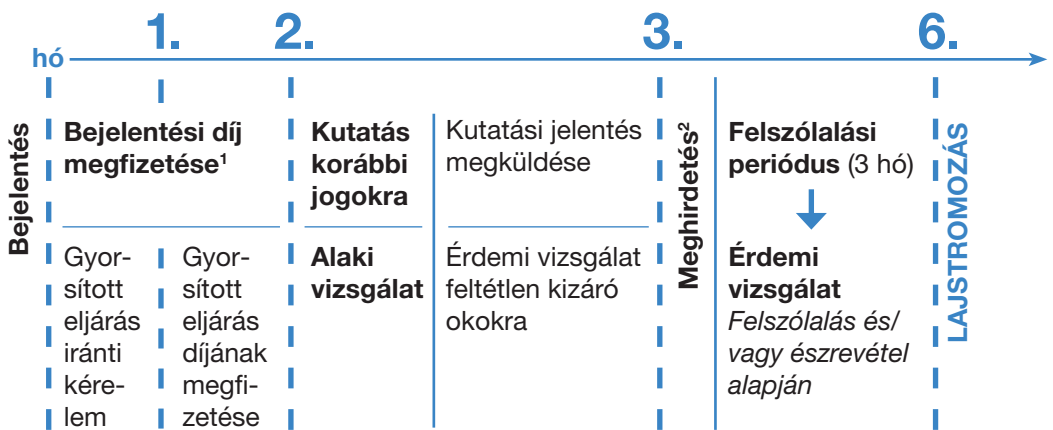 1. 2. 3. 6.
hó
Bejelentés
Bejelentési díj
megfizetése¹
Gyor-
sított
eljárás
iránti
kére-
lem
Gyor-
sított
eljárás
díjának
megfi-
zetése
Kutatás
korábbi
jogokra
Alaki
vizsgálat
Kutatási jelentés
megküldése
Érdemi vizsgálat
feltétlen kizáró
okokra
Meghirdetés²
Felszólalási
periódus (3 hó)
Érdemi
vizsgálat
Felszólalás és/
vagy észrevétel
alapján
LAJSTROMOZÁS